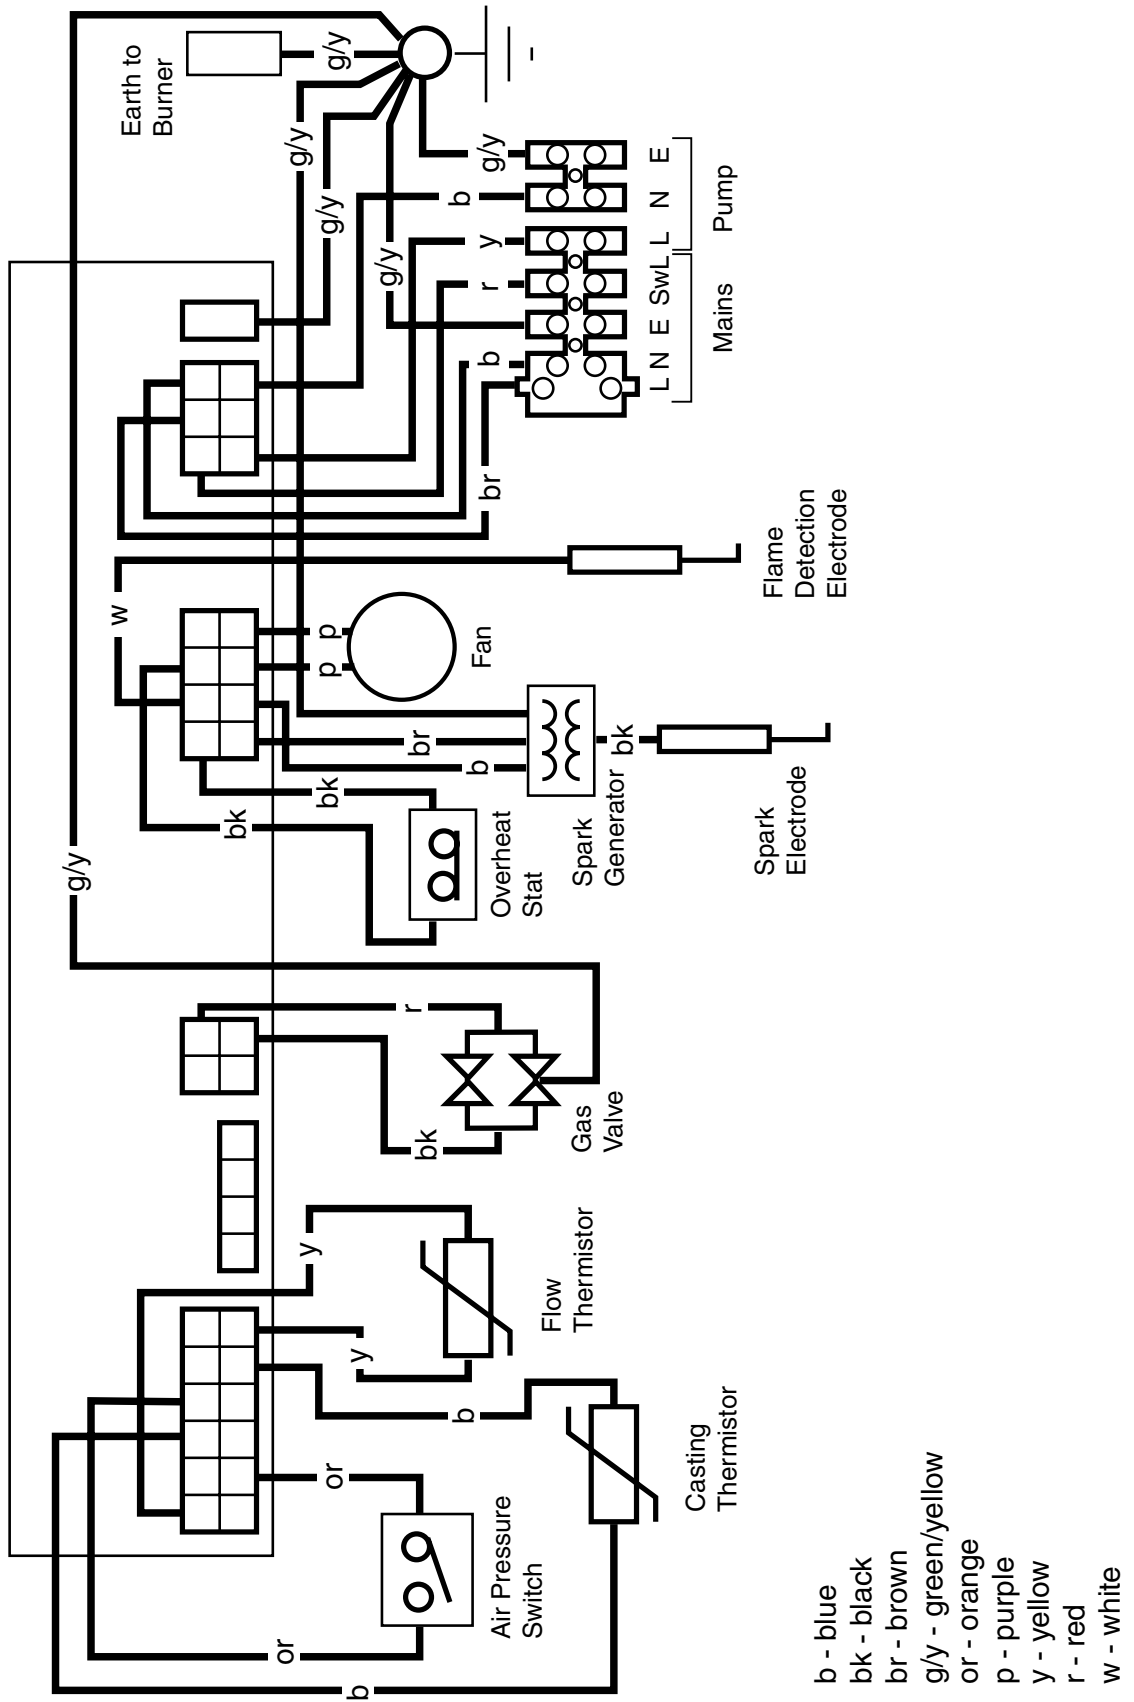 g/y
w
Earth to
Burner
bk
or
g/y
y
or
bk
p
p
g/y
g/y
b
y
g/y
r
br
bk
b
b
b
br
b
r
y
g/y
Fan
Air Pressure
Switch
Overheat
Stat
Flow
Thermistor
Gas
Valve
Spark
Generator
bk
L N E SwL L N E
Casting
Thermistor
Mains
Pump
Spark
Electrode
Flame
Detection
Electrode
b - blue
bk - black
br - brown
g/y - green/yellow
or - orange
p - purple
y - yellow
r - red
w - white